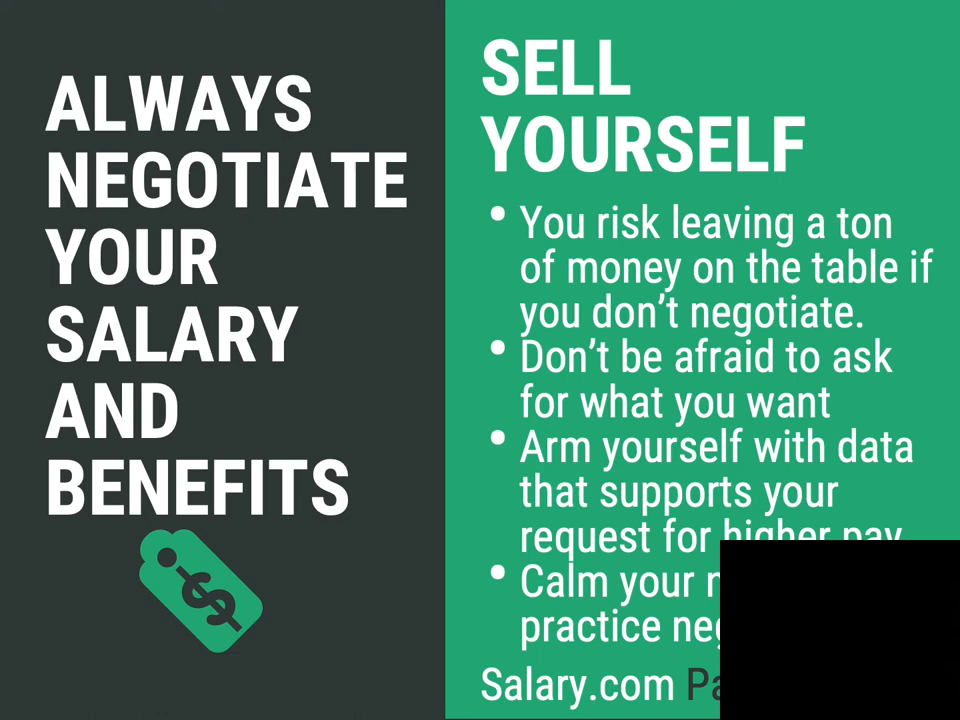 ALWAYS
NEGOTIATE
YOUR
SALARY
AND
BENEFITS
SELL
YOURSELF
• You risk leaving a ton
of money on the table if
you don’t negotiate.
• Don’t be afraid to ask
for what you want
• Arm yourself with data
that supports your
request for higher pay
• Calm your
practice
Salary.com